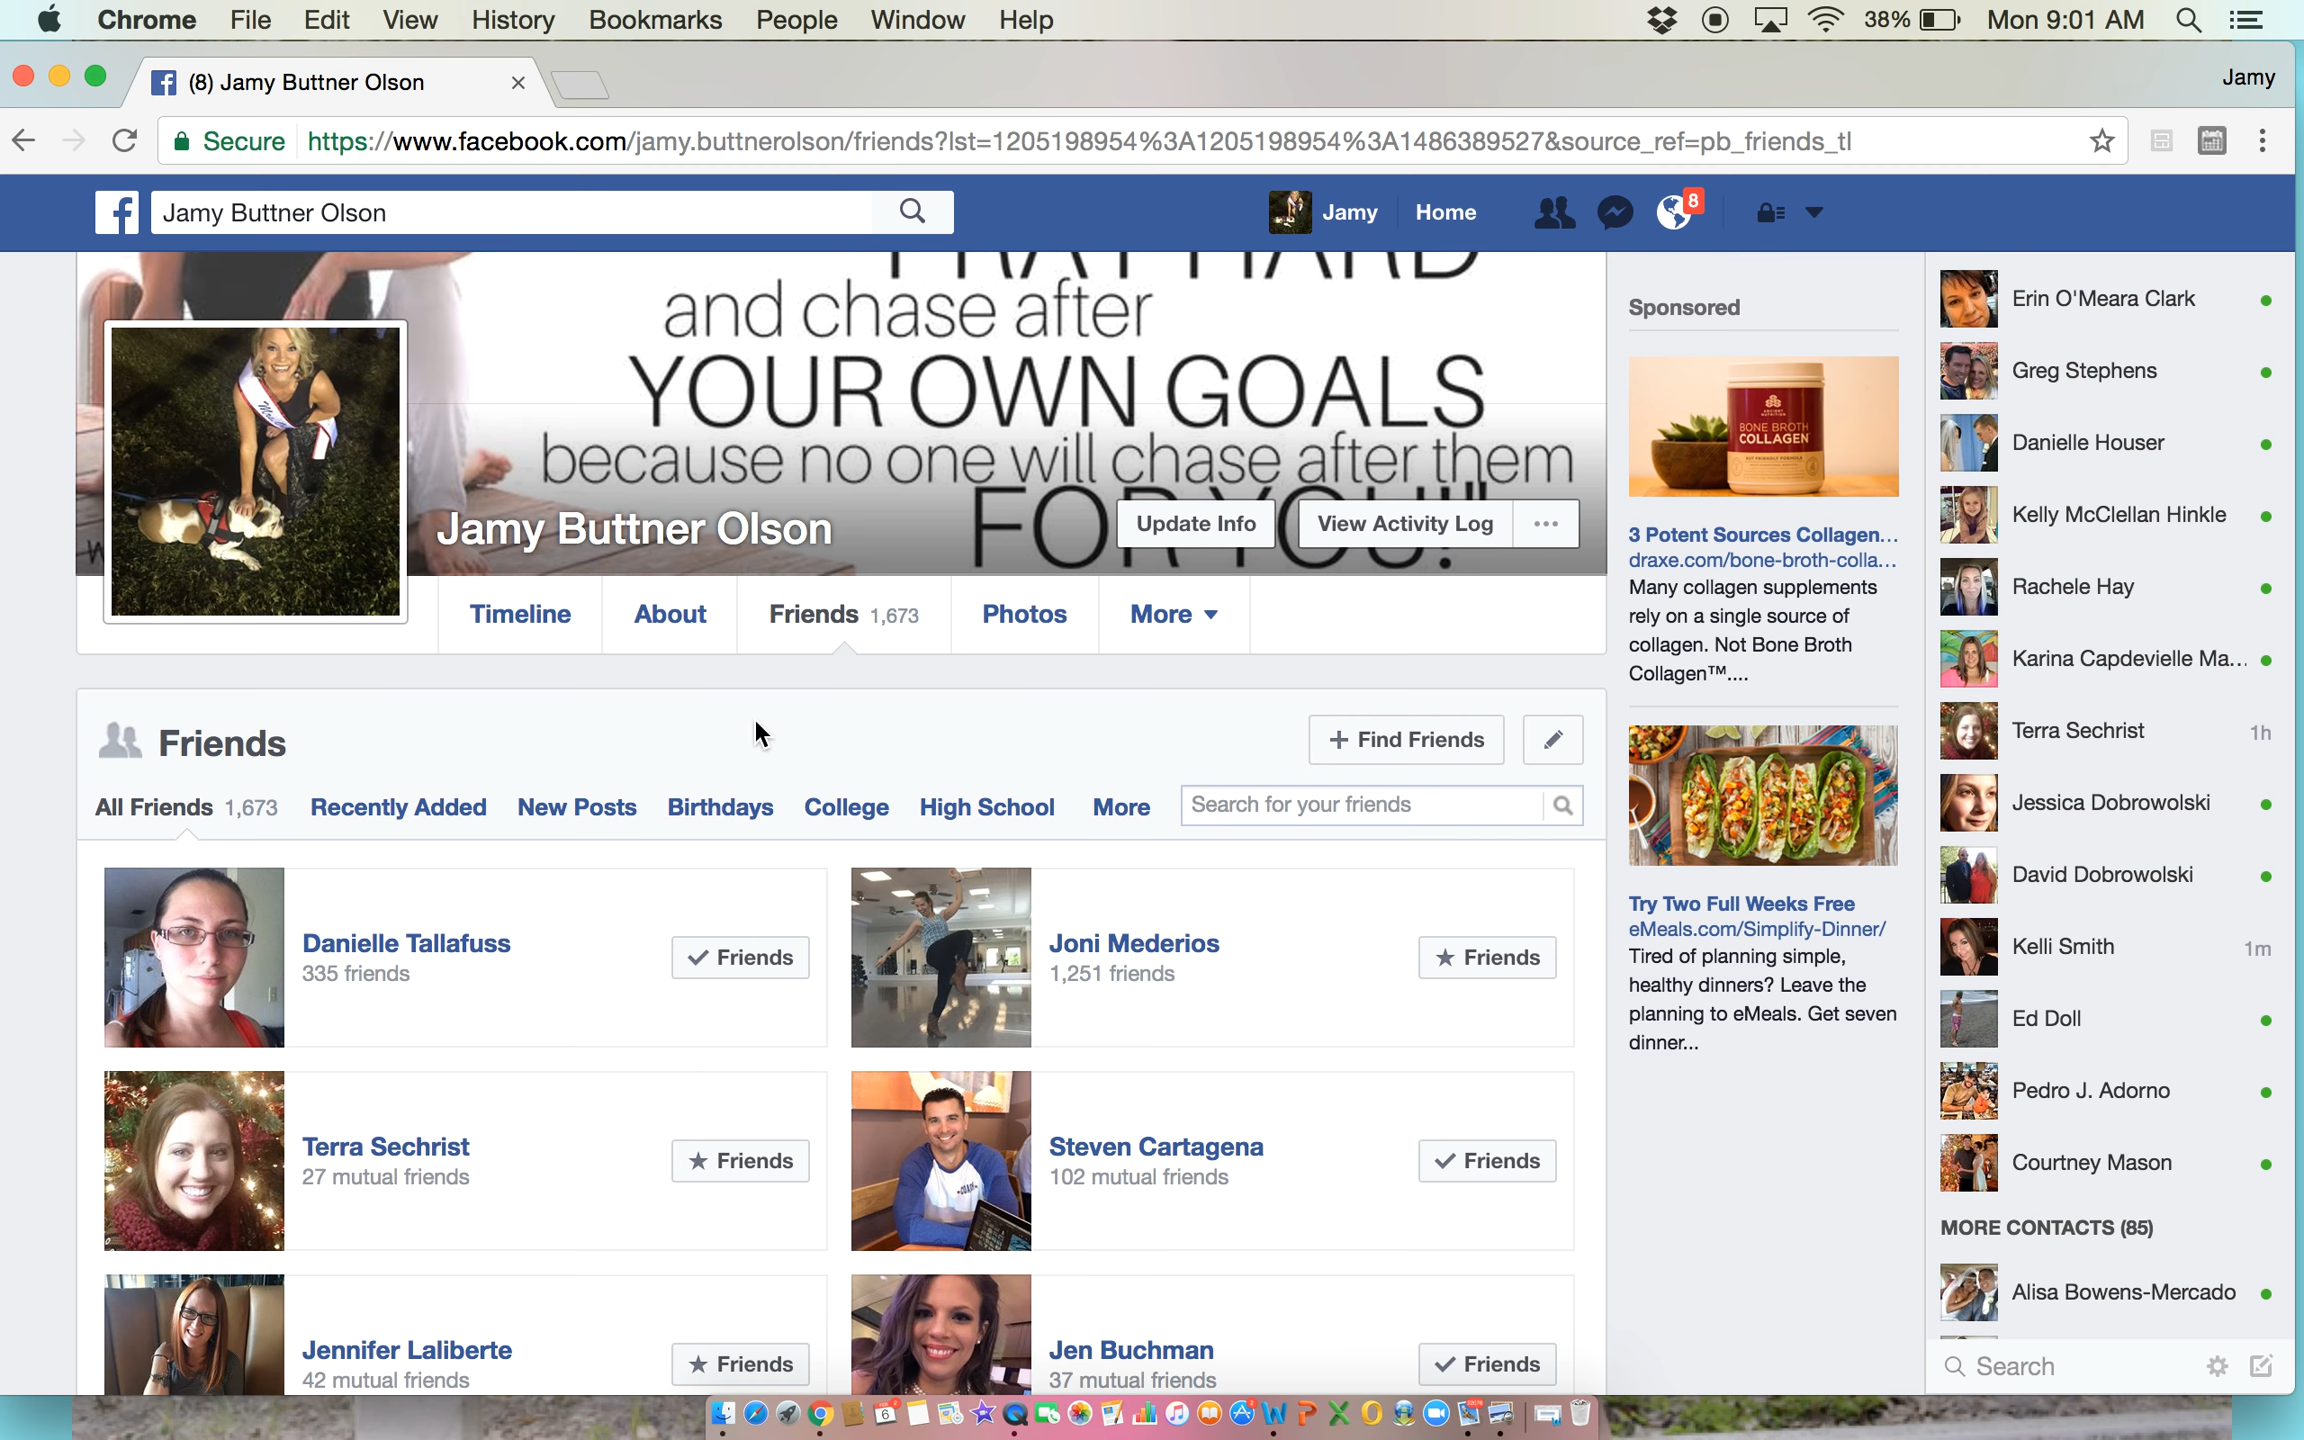 Chrome File Edit View History Bookmarks People Window Help 38% Mon 9:01 AM
(8) Jamy Buttner Olson
Jamy
Secure https://www.facebook.com/jamy.buttnerolson/friends?lst=1205198954%3A1205198954%3A1486389527&source_ref=pb_friends_tl
Jamy Buttner Olson
Jamy Home 8
PRAY HARD
and chase after
YOUR OWN GOALS
because no one will chase after them
FOR YOU!"
Jamy Buttner Olson
Update Info View Activity Log
Timeline About Friends 1,673 Photos More
Friends
+ Find Friends
All Friends 1,673 Recently Added New Posts Birthdays College High School More Search for your friends
Danielle Tallafuss
335 friends
Friends
Joni Mederios
1,251 friends
Friends
Terra Sechrist
27 mutual friends
Friends
Steven Cartagena
102 mutual friends
Friends
Jennifer Laliberte
42 mutual friends
Friends
Jen Buchman
37 mutual friends
Friends
Sponsored
BONE BROTH
COLLAGEN
3 Potent Sources Collagen...
draxe.com/bone-broth-colla...
Many collagen supplements
rely on a single source of
collagen. Not Bone Broth
Collagen™....
Try Two Full Weeks Free
eMeals.com/Simplify-Dinner/
Tired of planning simple,
healthy dinners? Leave the
planning to eMeals. Get seven
dinner...
Erin O'Meara Clark
Greg Stephens
Danielle Houser
Kelly McClellan Hinkle
Rachele Hay
Karina Capdevielle Ma...
Terra Sechrist 1h
Jessica Dobrowolski
David Dobrowolski
Kelli Smith 1m
Ed Doll
Pedro J. Adorno
Courtney Mason
MORE CONTACTS (85)
Alisa Bowens-Mercado
Search